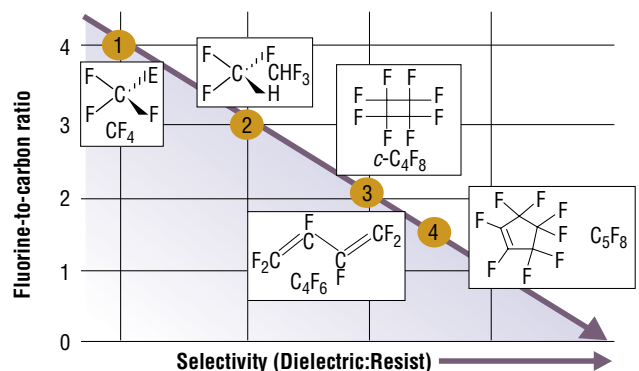 4
3
2
1
0
Fluorine-to-carbon ratio
1
F
E
C
F
F
CF4
F
F
C
CHF3
F
H
2
F F
F F
F F
F F
c-C4F8
3
4
F
F2C
C
CF2
C
F
C4F6
F F
F
F
F
F
F
F
C5F8
Selectivity (Dielectric:Resist)